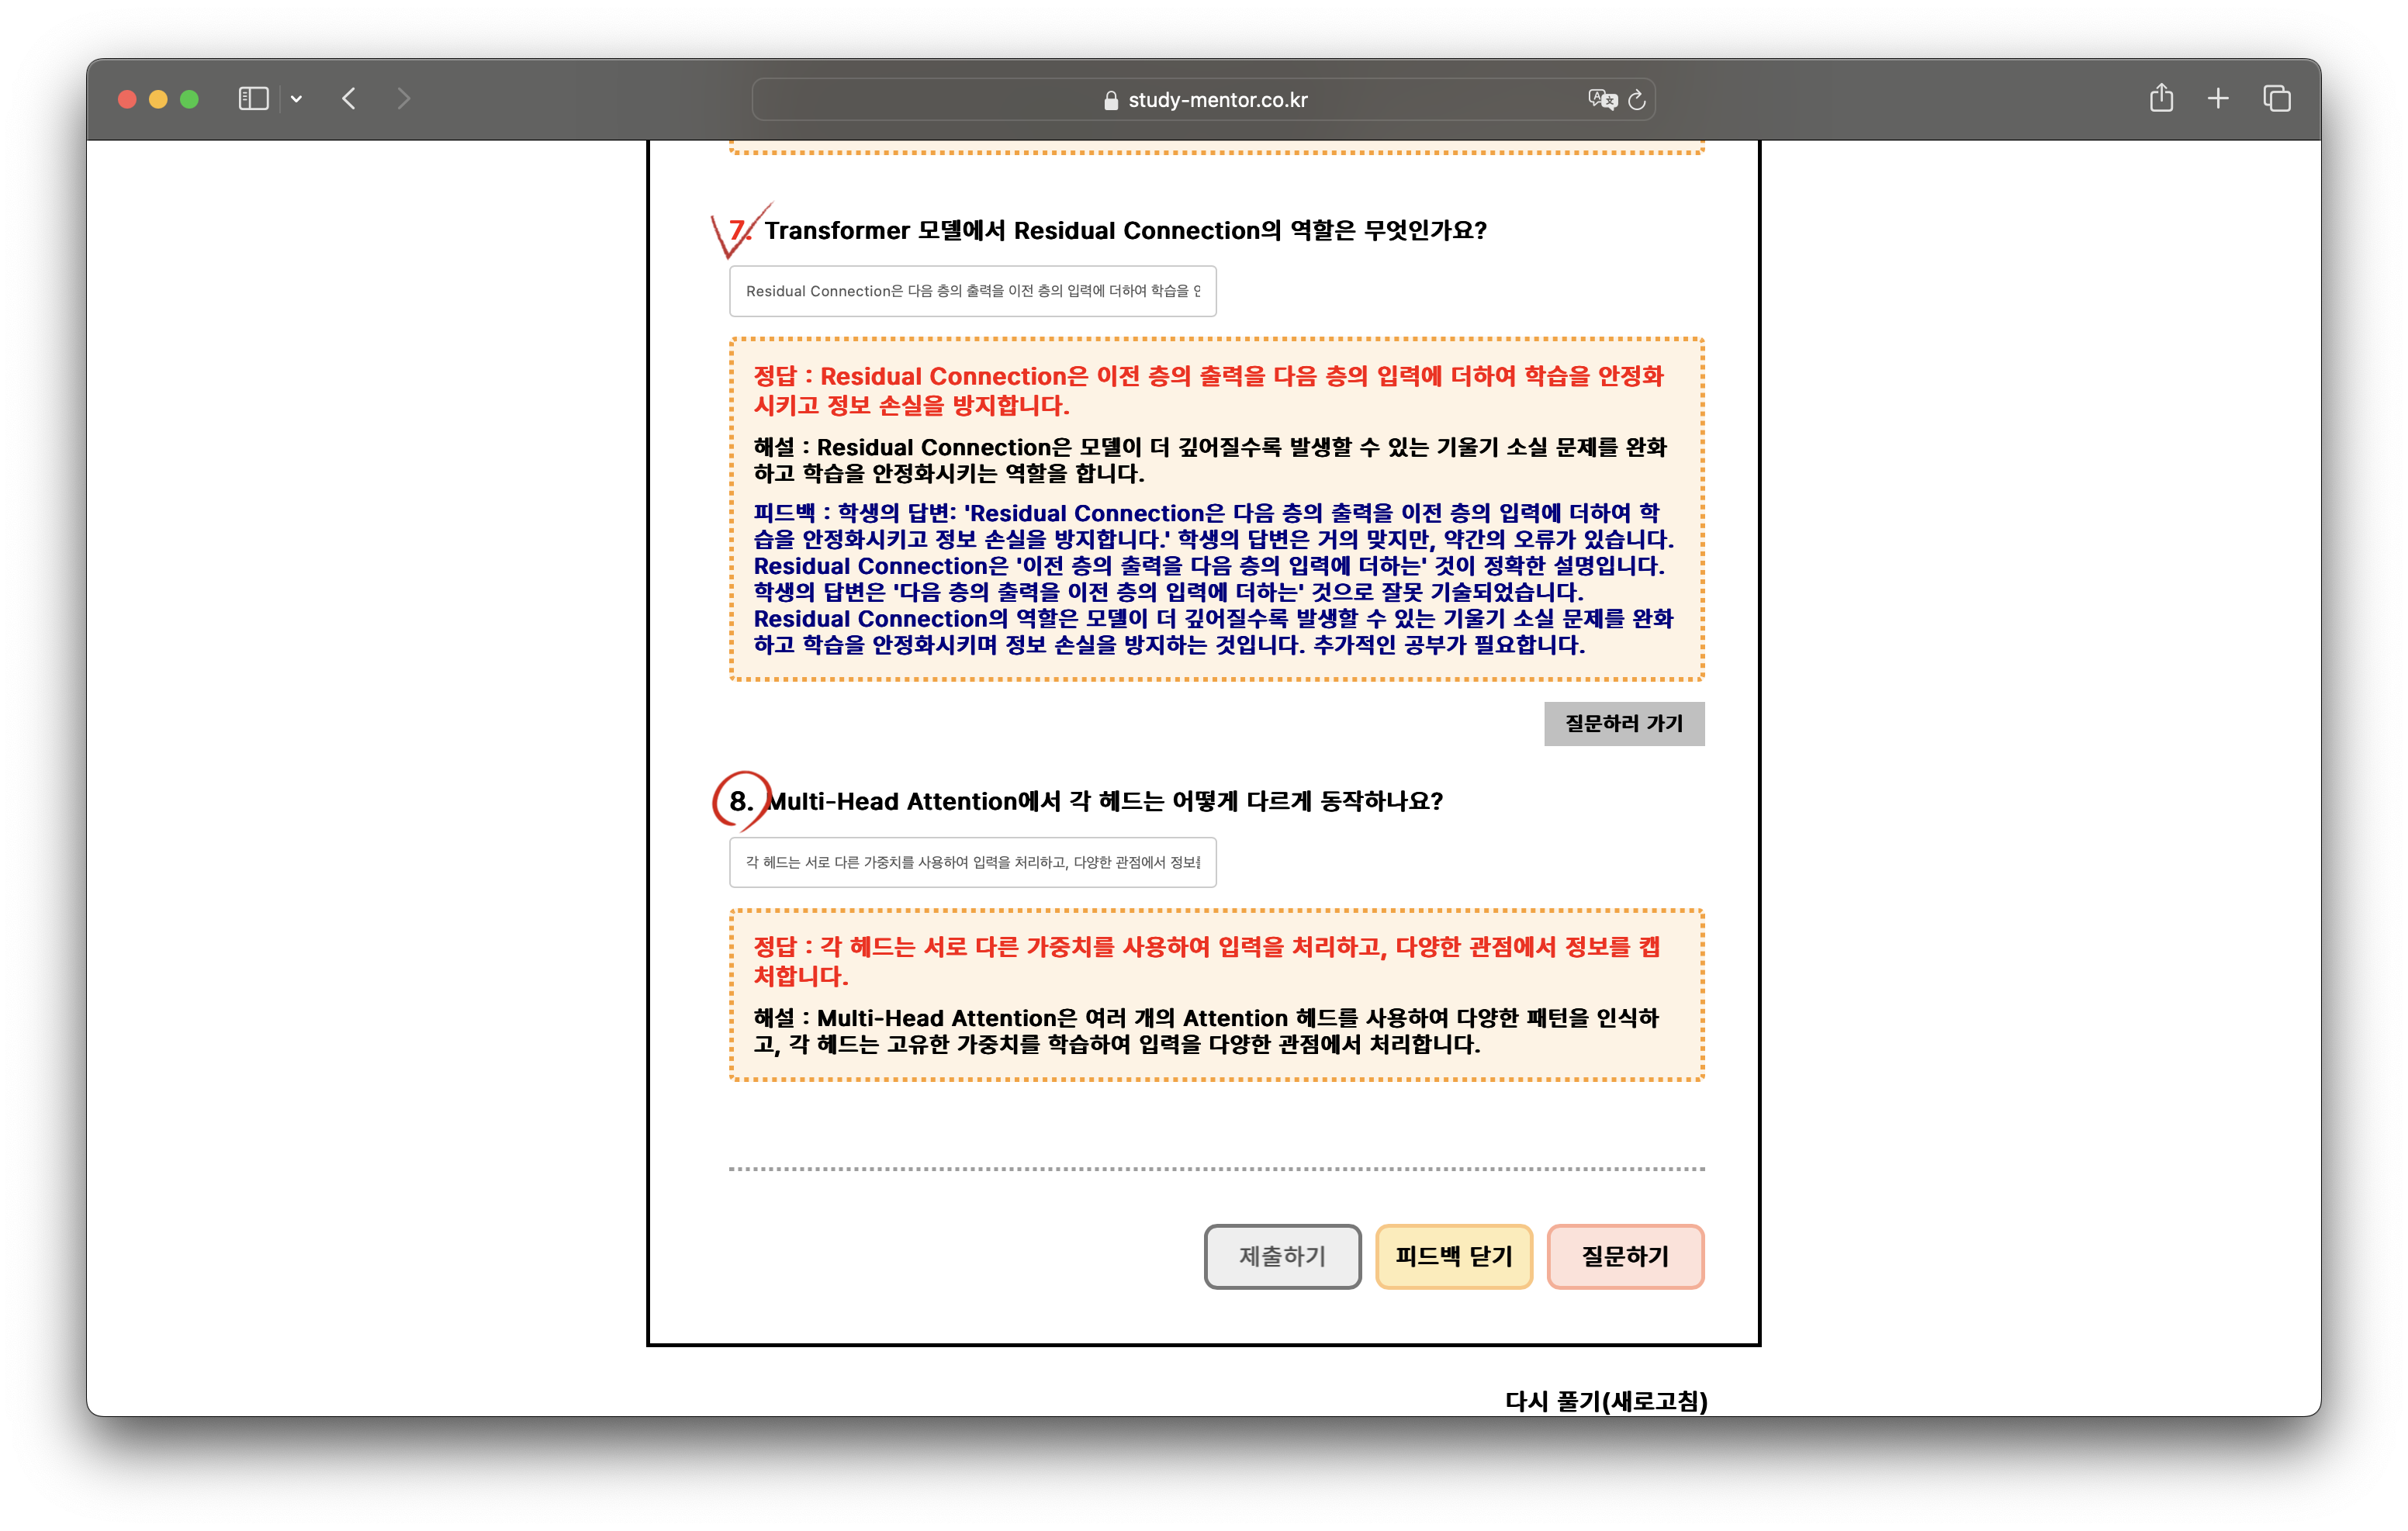 study-mentor.co.kr
7. Transformer 모델에서 Residual Connection의 역할은 무엇인가요?
Residual Connection은 다음 층의 출력을 이전 층의 입력에 더하여 학습을
정답 : Residual Connection은 이전 층의 출력을 다음 층의 입력에 더하여 학습을 안정화
시키고 정보 손실을 방지합니다.
해설 : Residual Connection은 모델이 더 깊어질수록 발생할 수 있는 기울기 소실 문제를 완화
하고 학습을 안정화시키는 역할을 합니다.
피드백 : 학생의 답변: 'Residual Connection은 다음 층의 출력을 이전 층의 입력에 더하여 학
습을 안정화시키고 정보 손실을 방지합니다.' 학생의 답변은 거의 맞지만, 약간의 오류가 있습니다.
Residual Connection은 '이전 층의 출력을 다음 층의 입력에 더하는' 것이 정확한 설명입니다.
학생의 답변은 '다음 층의 출력을 이전 층의 입력에 더하는' 것으로 잘못 기술되었습니다.
Residual Connection의 역할은 모델이 더 깊어질수록 발생할 수 있는 기울기 소실 문제를 완화
하고 학습을 안정화시키며 정보 손실을 방지하는 것입니다. 추가적인 공부가 필요합니다.
질문하러 가기
8. Multi-Head Attention에서 각 헤드는 어떻게 다르게 동작하나요?
각 헤드는 서로 다른 가중치를 사용하여 입력을 처리하고, 다양한 관점에서 정보를
정답 : 각 헤드는 서로 다른 가중치를 사용하여 입력을 처리하고, 다양한 관점에서 정보를 캡
처합니다.
해설 : Multi-Head Attention은 여러 개의 Attention 헤드를 사용하여 다양한 패턴을 인식하
고, 각 헤드는 고유한 가중치를 학습하여 입력을 다양한 관점에서 처리합니다.
제출하기 피드백 닫기 질문하기
다시 풀기(새로고침)